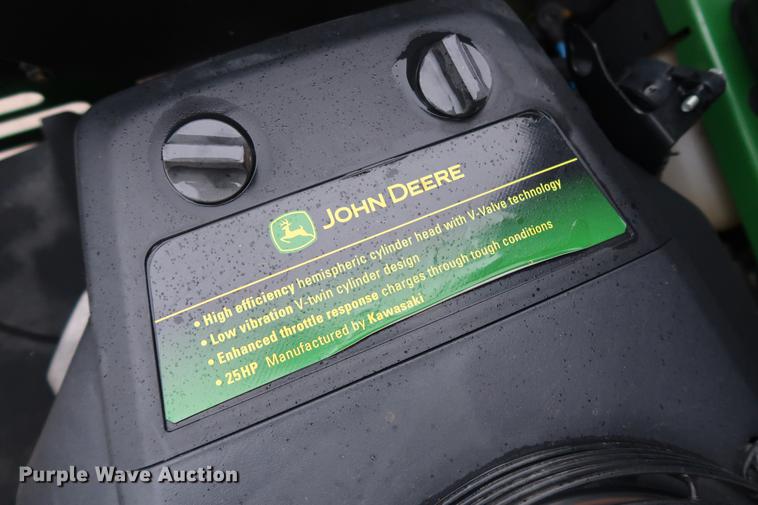 JOHN DEERE
• High efficiency hemispheric cylinder head with V-Valve technology
• Low vibration V-twin cylinder design
• Enhanced throttle response charges through tough conditions
• 25HP Manufactured by Kawasaki
Purple Wave Auction